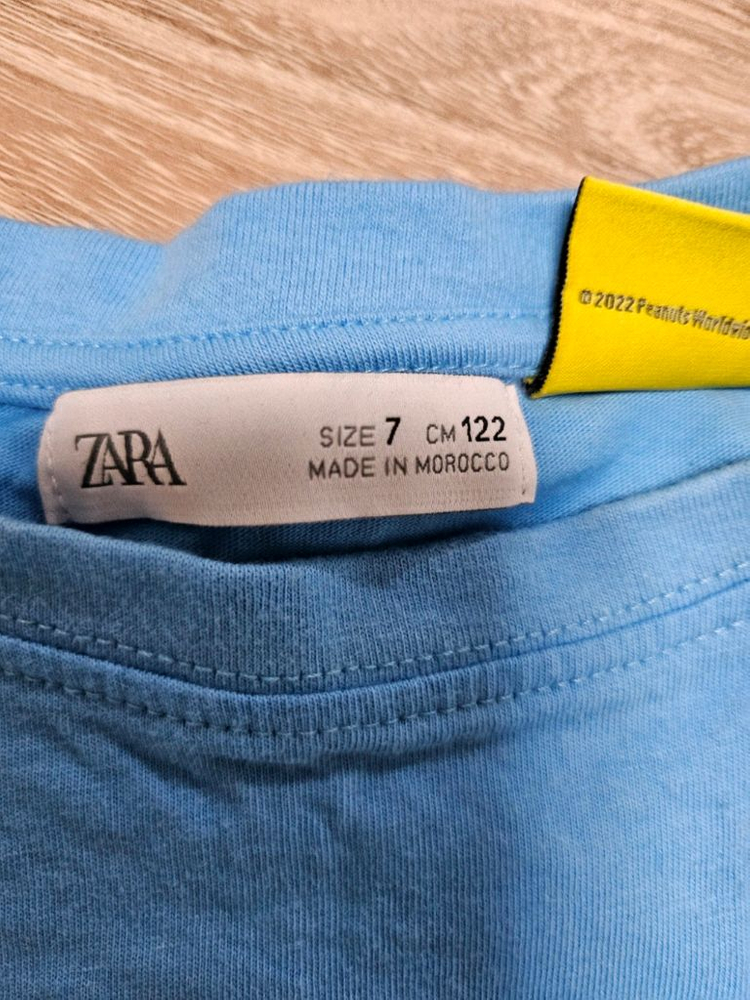 © 2022 Peanuts
ZARA
SIZE 7 CM 122
MADE IN MOROCCO